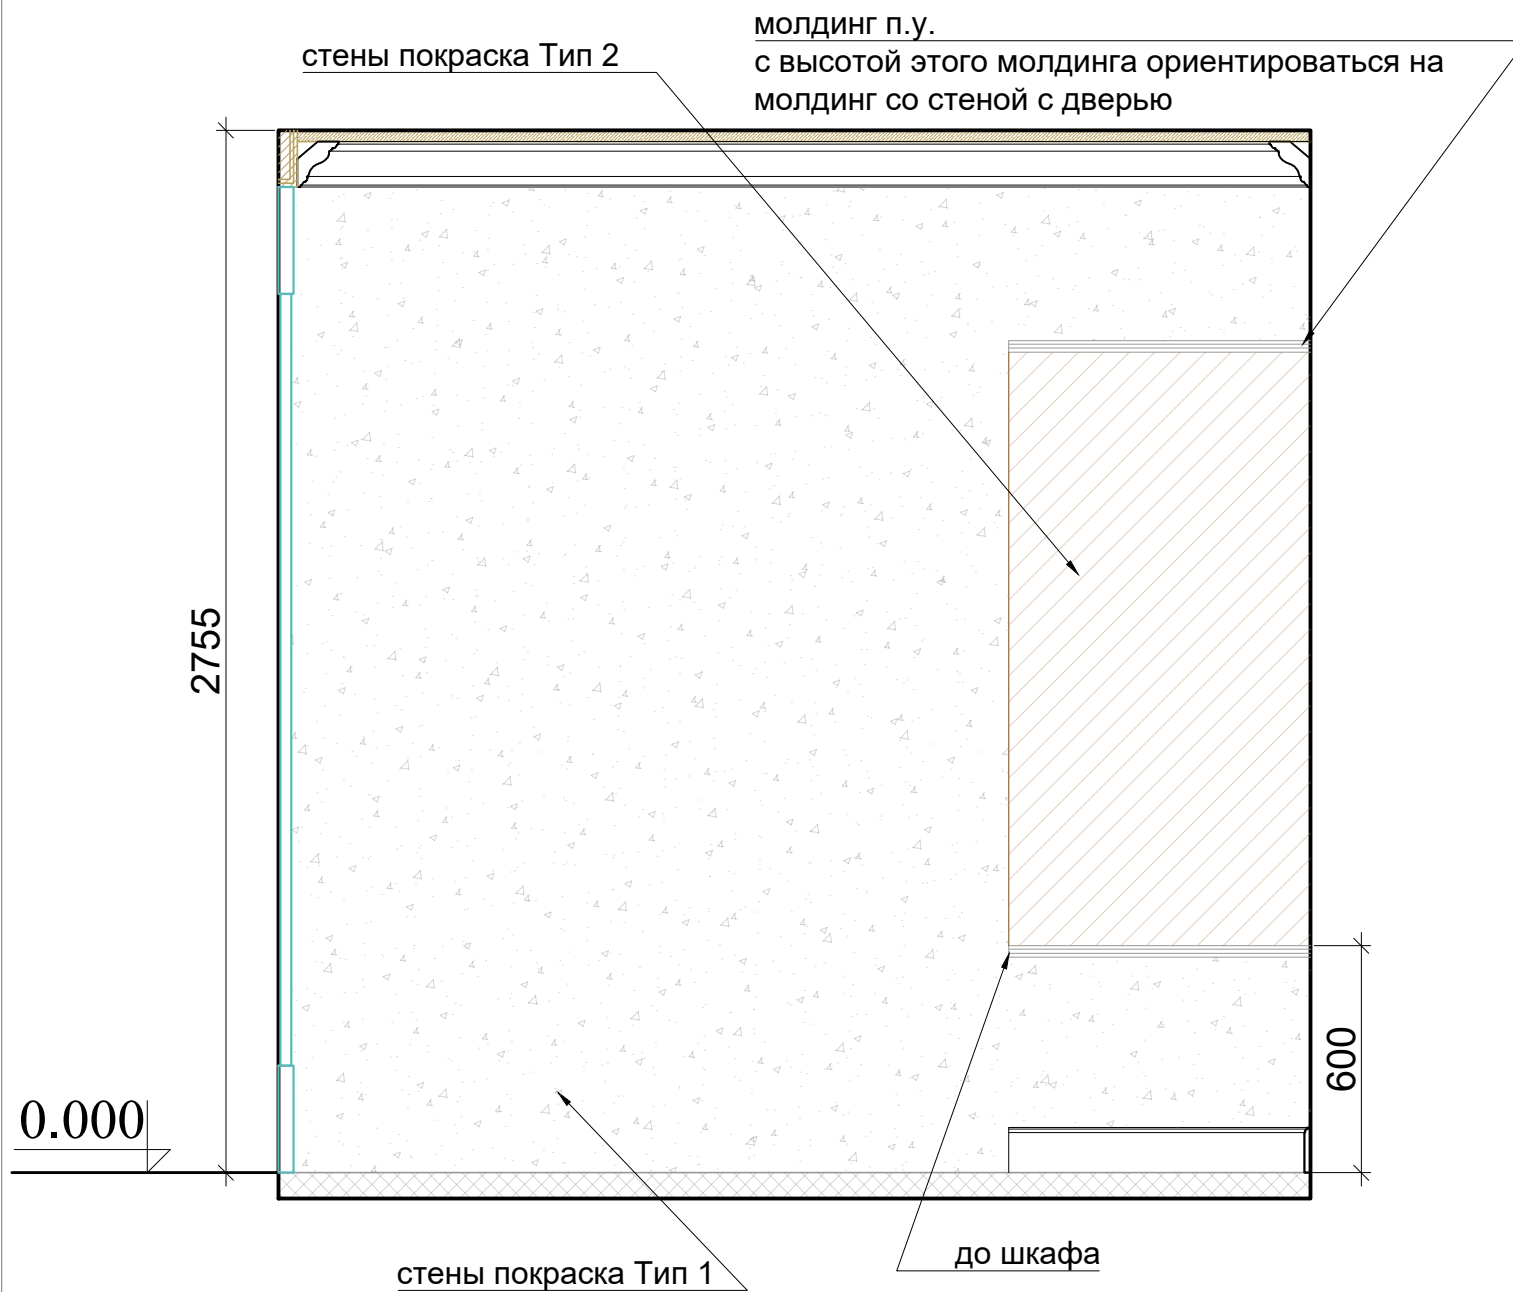 молдинг п.у.
с высотой этого молдинга ориентироваться на
молдинг со стеной с дверью
стены покраска Тип 2
2755
600
0.000
до шкафа
стены покраска Тип 1